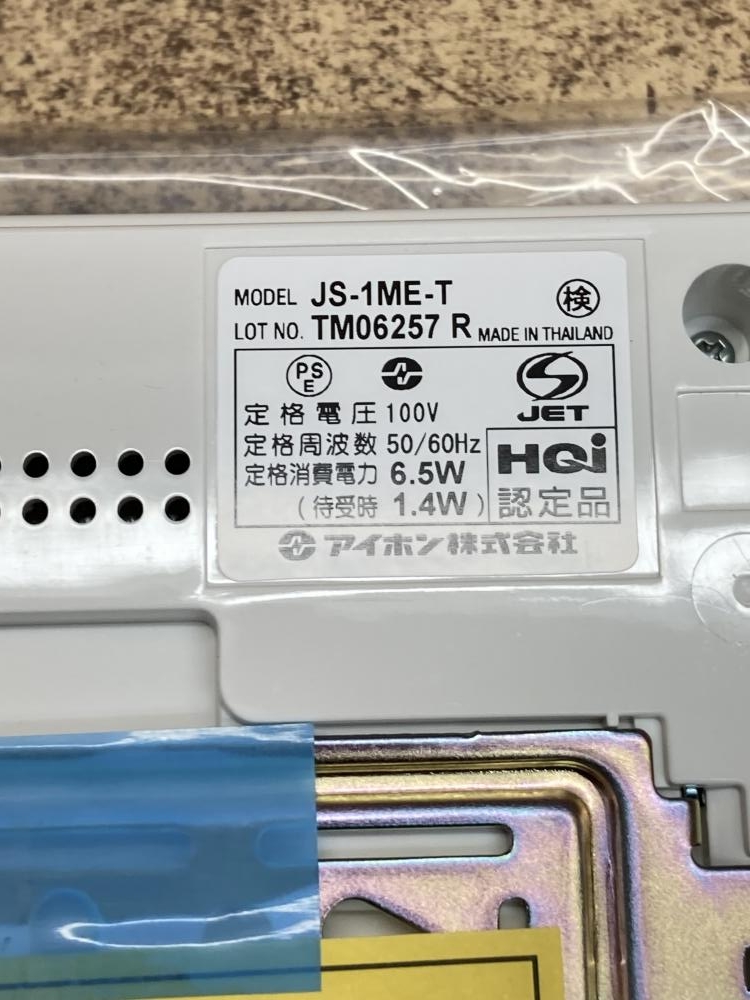 MODEL JS-1ME-T 検
LOT NO. TM06257 R MADE IN THAILAND
PS
E
JET
定格電圧 100V
定格周波数 50/60Hz
HQi
定格消費電力 6.5W
(待受時 1.4W) 認定品
アイホン株式会社